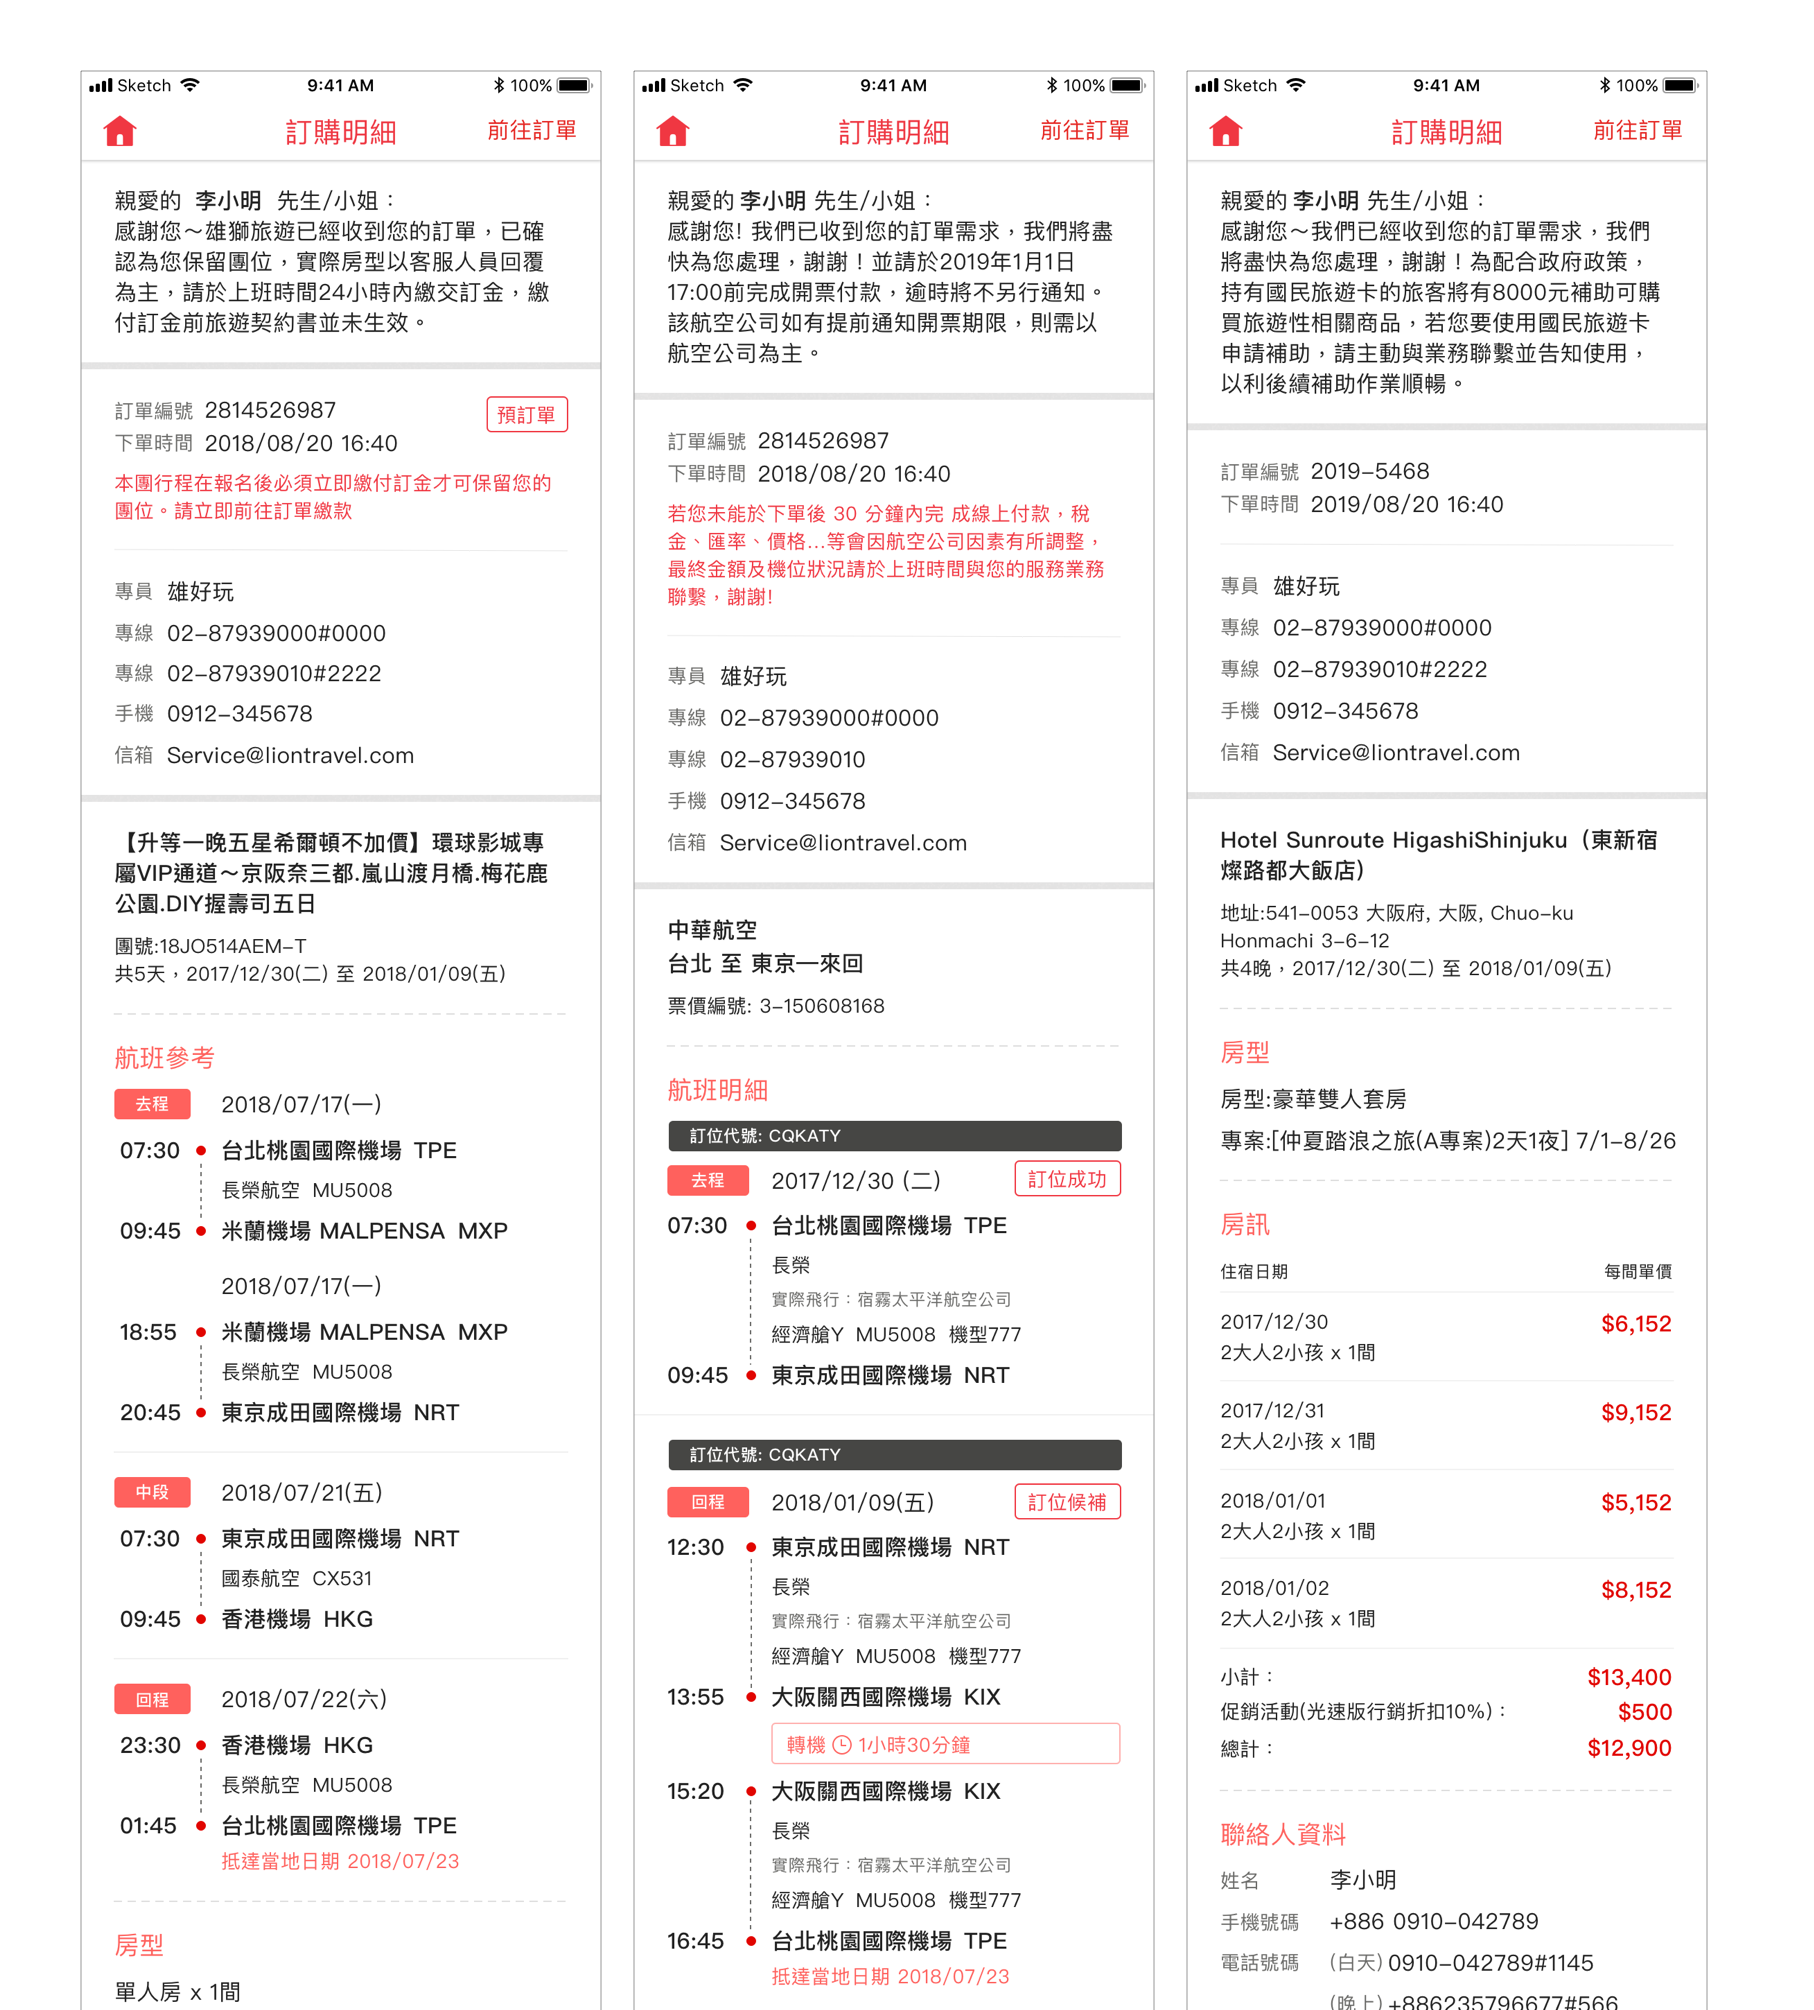 Sketch 9:41 AM 100%
訂購明細 前往訂單
親愛的 李小明 先生/小姐：
感謝您～雄獅旅遊已經收到您的訂單，已確
認為您保留團位，實際房型以客服人員回覆
為主，請於上班時間24小時內繳交訂金，繳
付訂金前旅遊契約書並未生效。
訂單編號 2814526987 預訂單
下單時間 2018/08/20 16:40
本團行程在報名後必須立即繳付訂金才可保留您的
團位。請立即前往訂單繳款
專員 雄好玩
專線 02-87939000#0000
專線 02-87939010#2222
手機 0912-345678
信箱 Service@liontravel.com
【升等一晚五星希爾頓不加價】環球影城專
屬VIP通道～京阪奈三都.嵐山渡月橋.梅花鹿
公園.DIY握壽司五日
團號:18JO514AEM-T
共5天，2017/12/30(二) 至 2018/01/09(五)
航班參考
去程 2018/07/17(一)
07:30 台北桃園國際機場 TPE
長榮航空 MU5008
09:45 米蘭機場 MALPENSA MXP
2018/07/17(一)
18:55 米蘭機場 MALPENSA MXP
長榮航空 MU5008
20:45 東京成田國際機場 NRT
中段 2018/07/21(五)
07:30 東京成田國際機場 NRT
國泰航空 CX531
09:45 香港機場 HKG
回程 2018/07/22(六)
23:30 香港機場 HKG
長榮航空 MU5008
01:45 台北桃園國際機場 TPE
抵達當地日期 2018/07/23
房型
單人房 x 1間
Sketch 9:41 AM 100%
訂購明細 前往訂單
親愛的 李小明 先生/小姐：
感謝您! 我們已收到您的訂單需求，我們將盡
快為您處理，謝謝！並請於2019年1月1日
17:00前完成開票付款，逾時將不另行通知。
該航空公司如有提前通知開票期限，則需以
航空公司為主。
訂單編號 2814526987
下單時間 2018/08/20 16:40
若您未能於下單後 30 分鐘內完 成線上付款，稅
金、匯率、價格...等會因航空公司因素有所調整，
最終金額及機位狀況請於上班時間與您的服務業務
聯繫，謝謝!
專員 雄好玩
專線 02-87939000#0000
專線 02-87939010
手機 0912-345678
信箱 Service@liontravel.com
中華航空
台北 至 東京—來回
票價編號: 3-150608168
航班明細
訂位代號: CQKATY
去程 2017/12/30 (二) 訂位成功
07:30 台北桃園國際機場 TPE
長榮
實際飛行：宿霧太平洋航空公司
經濟艙Y MU5008 機型777
09:45 東京成田國際機場 NRT
訂位代號: CQKATY
回程 2018/01/09(五) 訂位候補
12:30 東京成田國際機場 NRT
長榮
實際飛行：宿霧太平洋航空公司
經濟艙Y MU5008 機型777
13:55 大阪關西國際機場 KIX
轉機 1小時30分鐘
15:20 大阪關西國際機場 KIX
長榮
實際飛行：宿霧太平洋航空公司
經濟艙Y MU5008 機型777
16:45 台北桃園國際機場 TPE
抵達當地日期 2018/07/23
Sketch 9:41 AM 100%
訂購明細 前往訂單
親愛的 李小明 先生/小姐：
感謝您～我們已經收到您的訂單需求，我們
將盡快為您處理，謝謝！為配合政府政策，
持有國民旅遊卡的旅客將有8000元補助可購
買旅遊性相關商品，若您要使用國民旅遊卡
申請補助，請主動與業務聯繫並告知使用，
以利後續補助作業順暢。
訂單編號 2019-5468
下單時間 2019/08/20 16:40
專員 雄好玩
專線 02-87939000#0000
專線 02-87939010#2222
手機 0912-345678
信箱 Service@liontravel.com
Hotel Sunroute HigashiShinjuku（東新宿
燦路都大飯店）
地址:541-0053 大阪府, 大阪, Chuo-ku
Honmachi 3-6-12
共4晚，2017/12/30(二) 至 2018/01/09(五)
房型
房型:豪華雙人套房
專案:[仲夏踏浪之旅(A專案)2天1夜] 7/1-8/26
房訊
住宿日期 每間單價
2017/12/30 $6,152
2大人2小孩 x 1間
2017/12/31 $9,152
2大人2小孩 x 1間
2018/01/01 $5,152
2大人2小孩 x 1間
2018/01/02 $8,152
2大人2小孩 x 1間
小計： $13,400
促銷活動(光速版行銷折扣10%)： $500
總計： $12,900
聯絡人資料
姓名 李小明
手機號碼 +886 0910-042789
電話號碼 (白天) 0910-042789#1145
(晚上) +886235796677#566